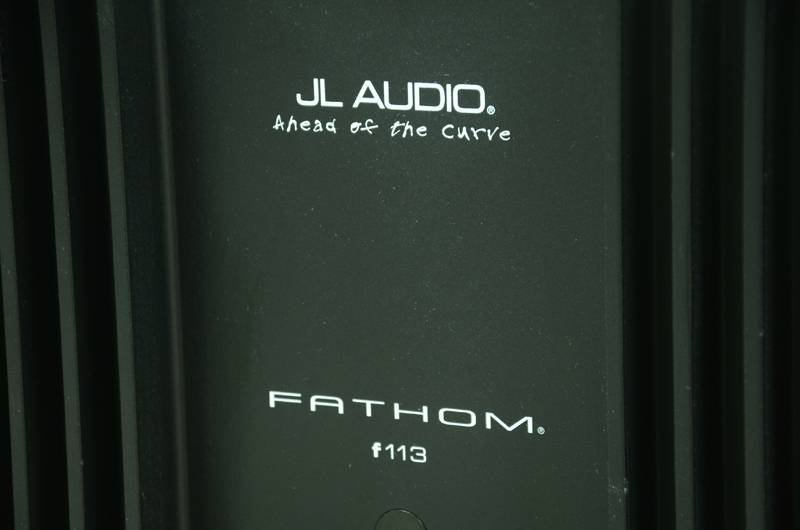 JL AUDIO®
Ahead of the Curve
FATHOM®
f113